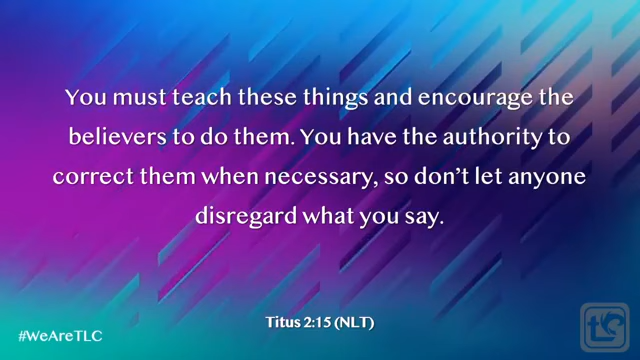 You must teach these things and encourage the
believers to do them. You have the authority to
correct them when necessary, so don't let anyone
disregard what you say.
Titus 2:15 (NLT)
#WeAreTLC